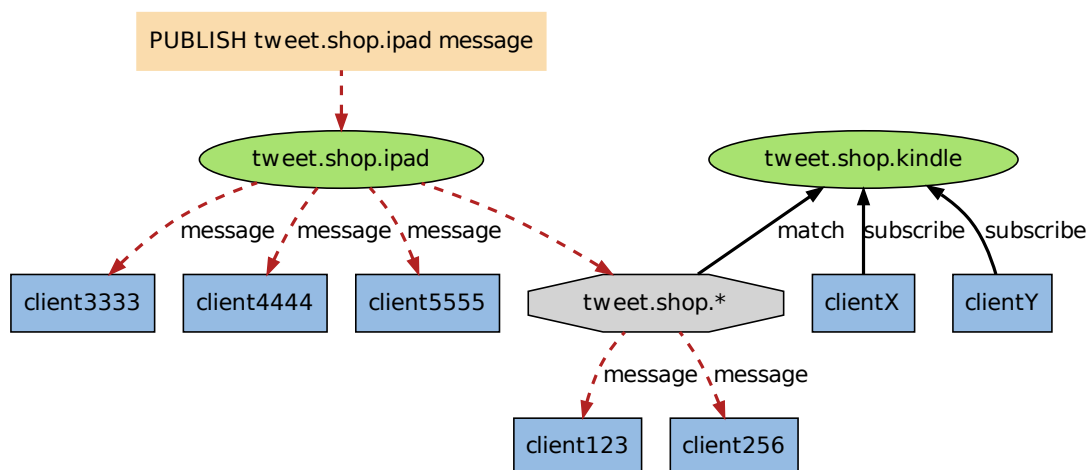 PUBLISH tweet.shop.ipad message
tweet.shop.ipad
tweet.shop.kindle
message
message
message
match
subscribe
subscribe
client3333
client4444
client5555
tweet.shop.*
clientX
clientY
message
message
client123
client256